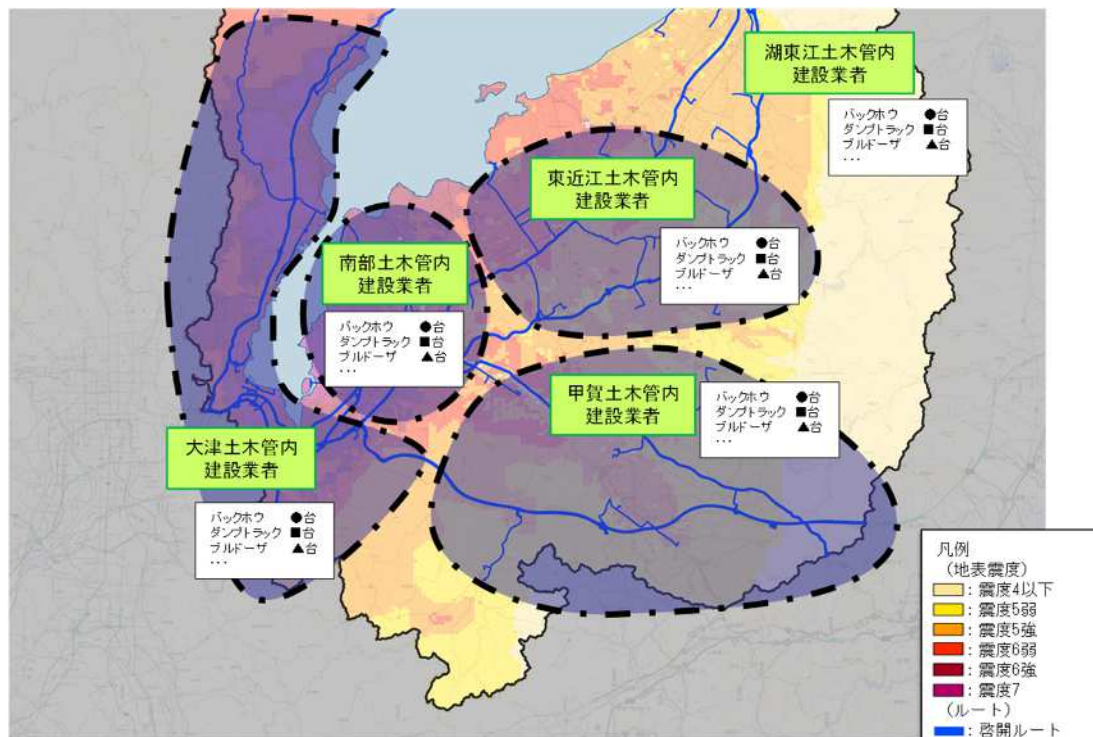 湖東江土木管内
建設業者
バックホウ ●台
ダンプトラック ■台
ブルドーザ ▲台
・・・
東近江土木管内
建設業者
バックホウ ●台
ダンプトラック ■台
ブルドーザ ▲台
・・・
南部土木管内
建設業者
バックホウ ●台
ダンプトラック ■台
ブルドーザ ▲台
・・・
甲賀土木管内
建設業者
バックホウ ●台
ダンプトラック ■台
ブルドーザ ▲台
・・・
大津土木管内
建設業者
バックホウ ●台
ダンプトラック ■台
ブルドーザ ▲台
・・・
凡例
（地表震度）
：震度4以下
：震度5弱
：震度5強
：震度6弱
：震度6強
：震度7
（ルート）
：啓開ルート